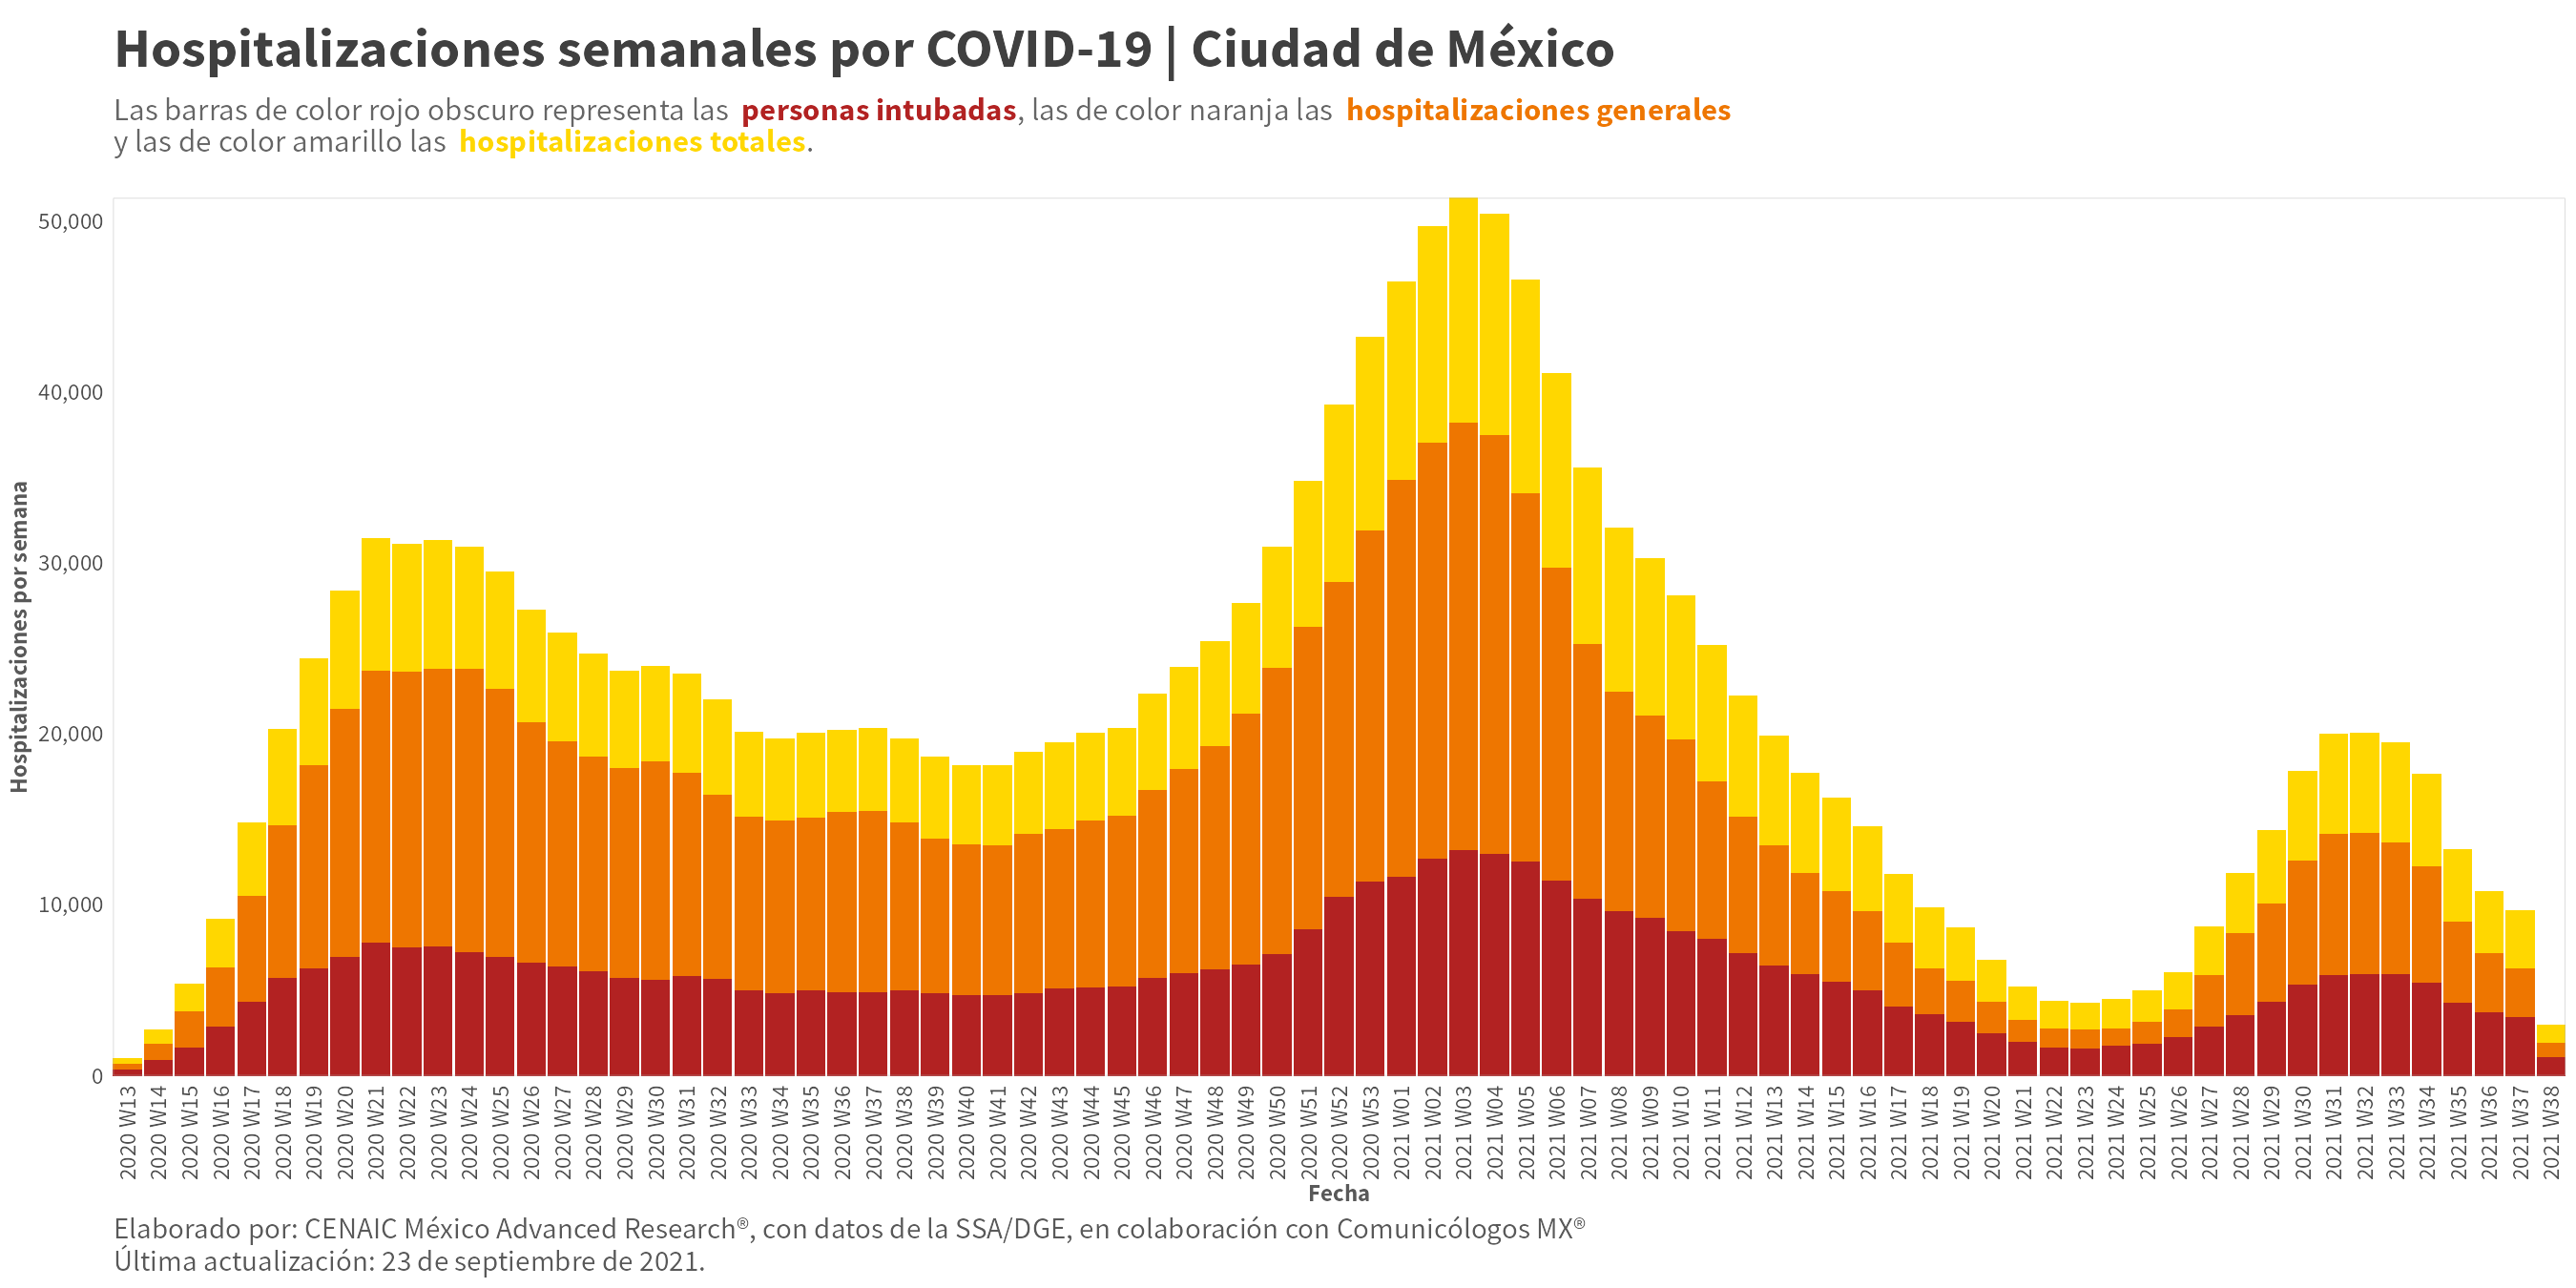 Hospitalizaciones semanales por COVID-19 | Ciudad de México
Las barras de color rojo obscuro representa las personas intubadas, las de color naranja las hospitalizaciones generales
y las de color amarillo las hospitalizaciones totales.
Hospitalizaciones por semana
50,000
40,000
30,000
20,000
10,000
0
2020 W13
2020 W14
2020 W15
2020 W16
2020 W17
2020 W18
2020 W19
2020 W20
2020 W21
2020 W22
2020 W23
2020 W24
2020 W25
2020 W26
2020 W27
2020 W28
2020 W29
2020 W30
2020 W31
2020 W32
2020 W33
2020 W34
2020 W35
2020 W36
2020 W37
2020 W38
2020 W39
2020 W40
2020 W41
2020 W42
2020 W43
2020 W44
2020 W45
2020 W46
2020 W47
2020 W48
2020 W49
2020 W50
2020 W51
2020 W52
2020 W53
2021 W01
2021 W02
2021 W03
2021 W04
2021 W05
2021 W06
2021 W07
2021 W08
2021 W09
2021 W10
2021 W11
2021 W12
2021 W13
2021 W14
2021 W15
2021 W16
2021 W17
2021 W18
2021 W19
2021 W20
2021 W21
2021 W22
2021 W23
2021 W24
2021 W25
2021 W26
2021 W27
2021 W28
2021 W29
2021 W30
2021 W31
2021 W32
2021 W33
2021 W34
2021 W35
2021 W36
2021 W37
2021 W38
Fecha
Elaborado por: CENAIC México Advanced Research®, con datos de la SSA/DGE, en colaboración con Comunicólogos MX®
Última actualización: 23 de septiembre de 2021.